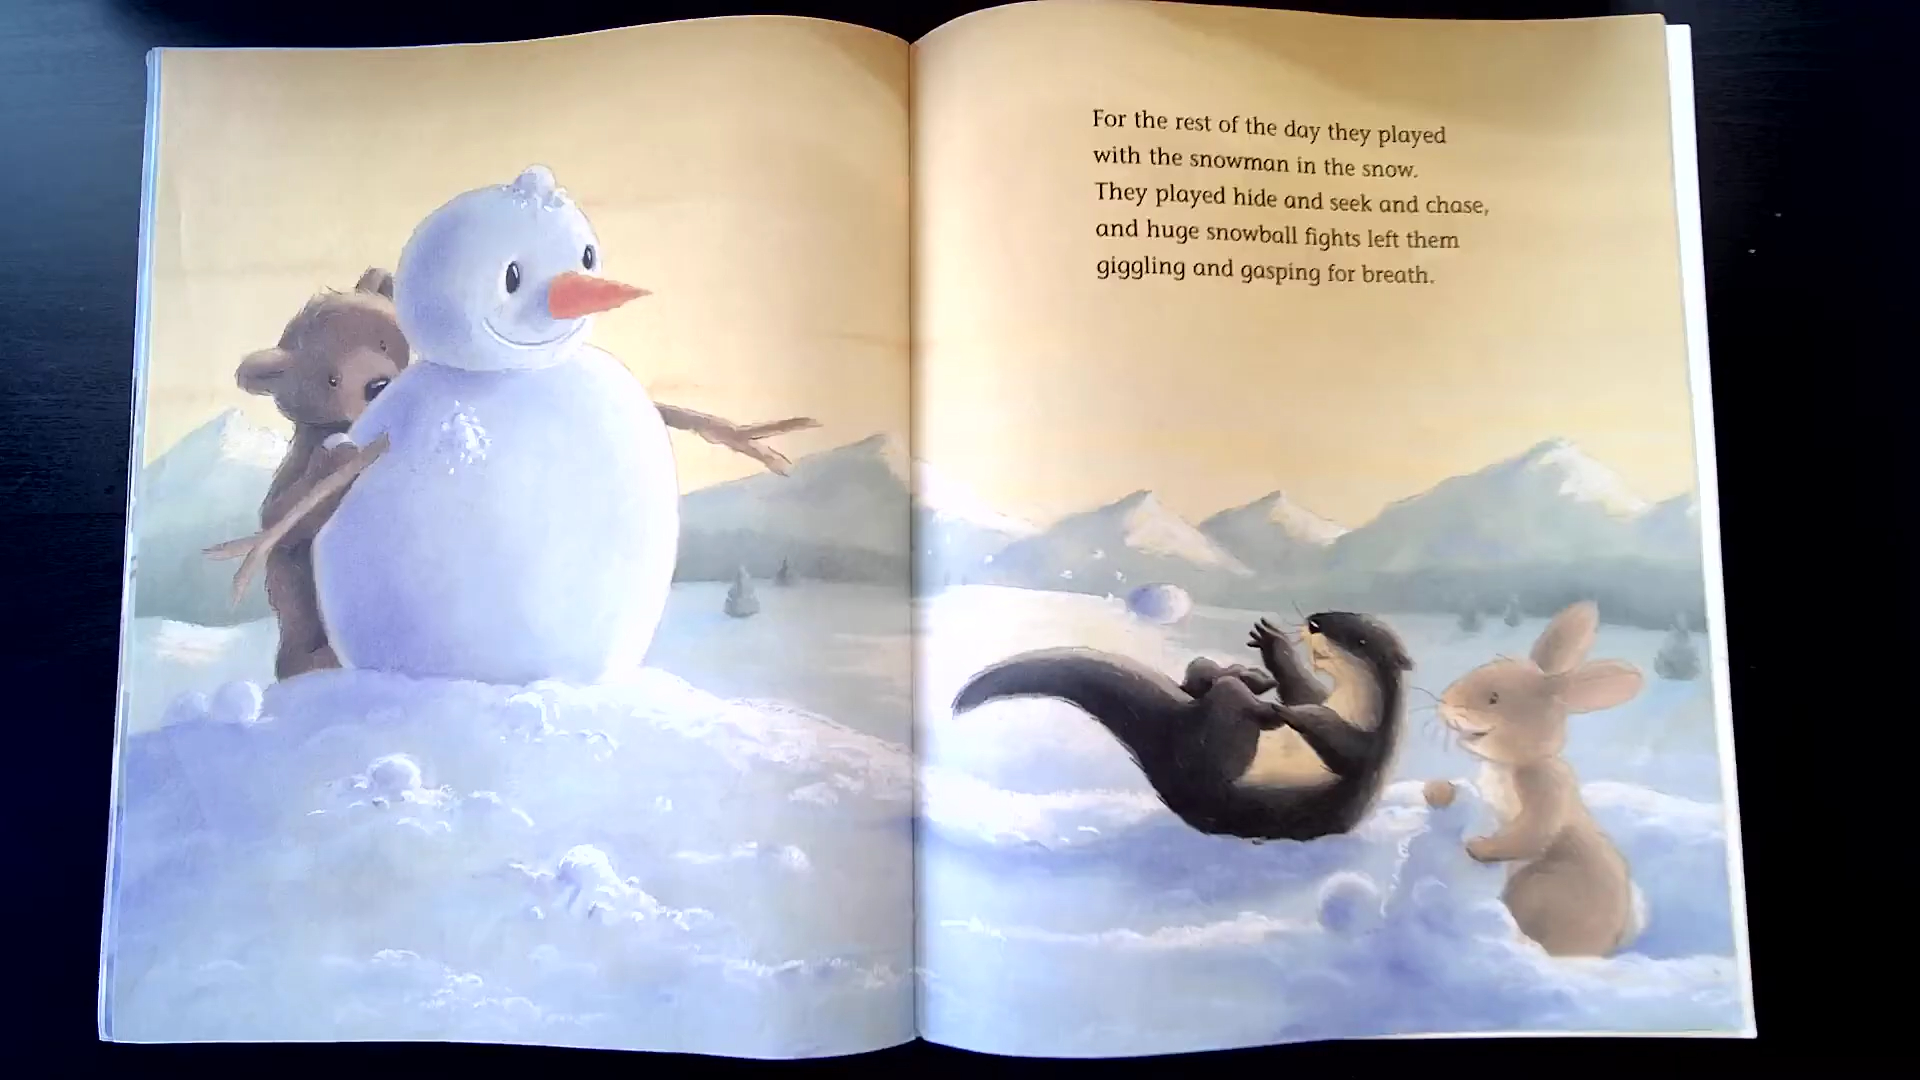 For the rest of the day they played
with the snowman in the snow.
They played hide and seek and chase,
and huge snowball fights left them
giggling and gasping for breath.